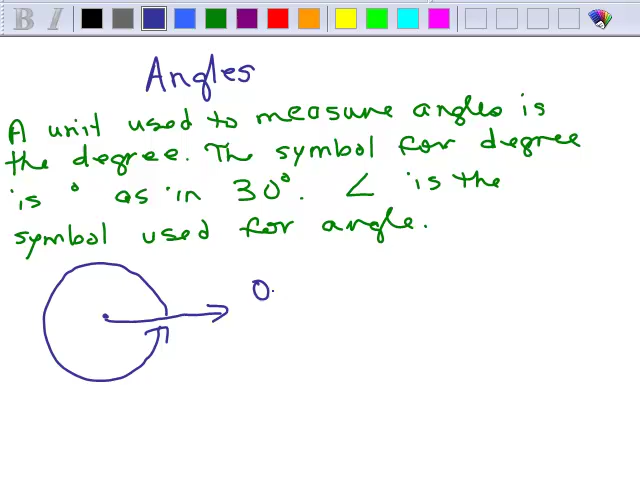 B I
Angles
A unit used to measure angles is
the degree. The symbol for degree
is ° as in 30°. ∠ is the
symbol used for angle.
0